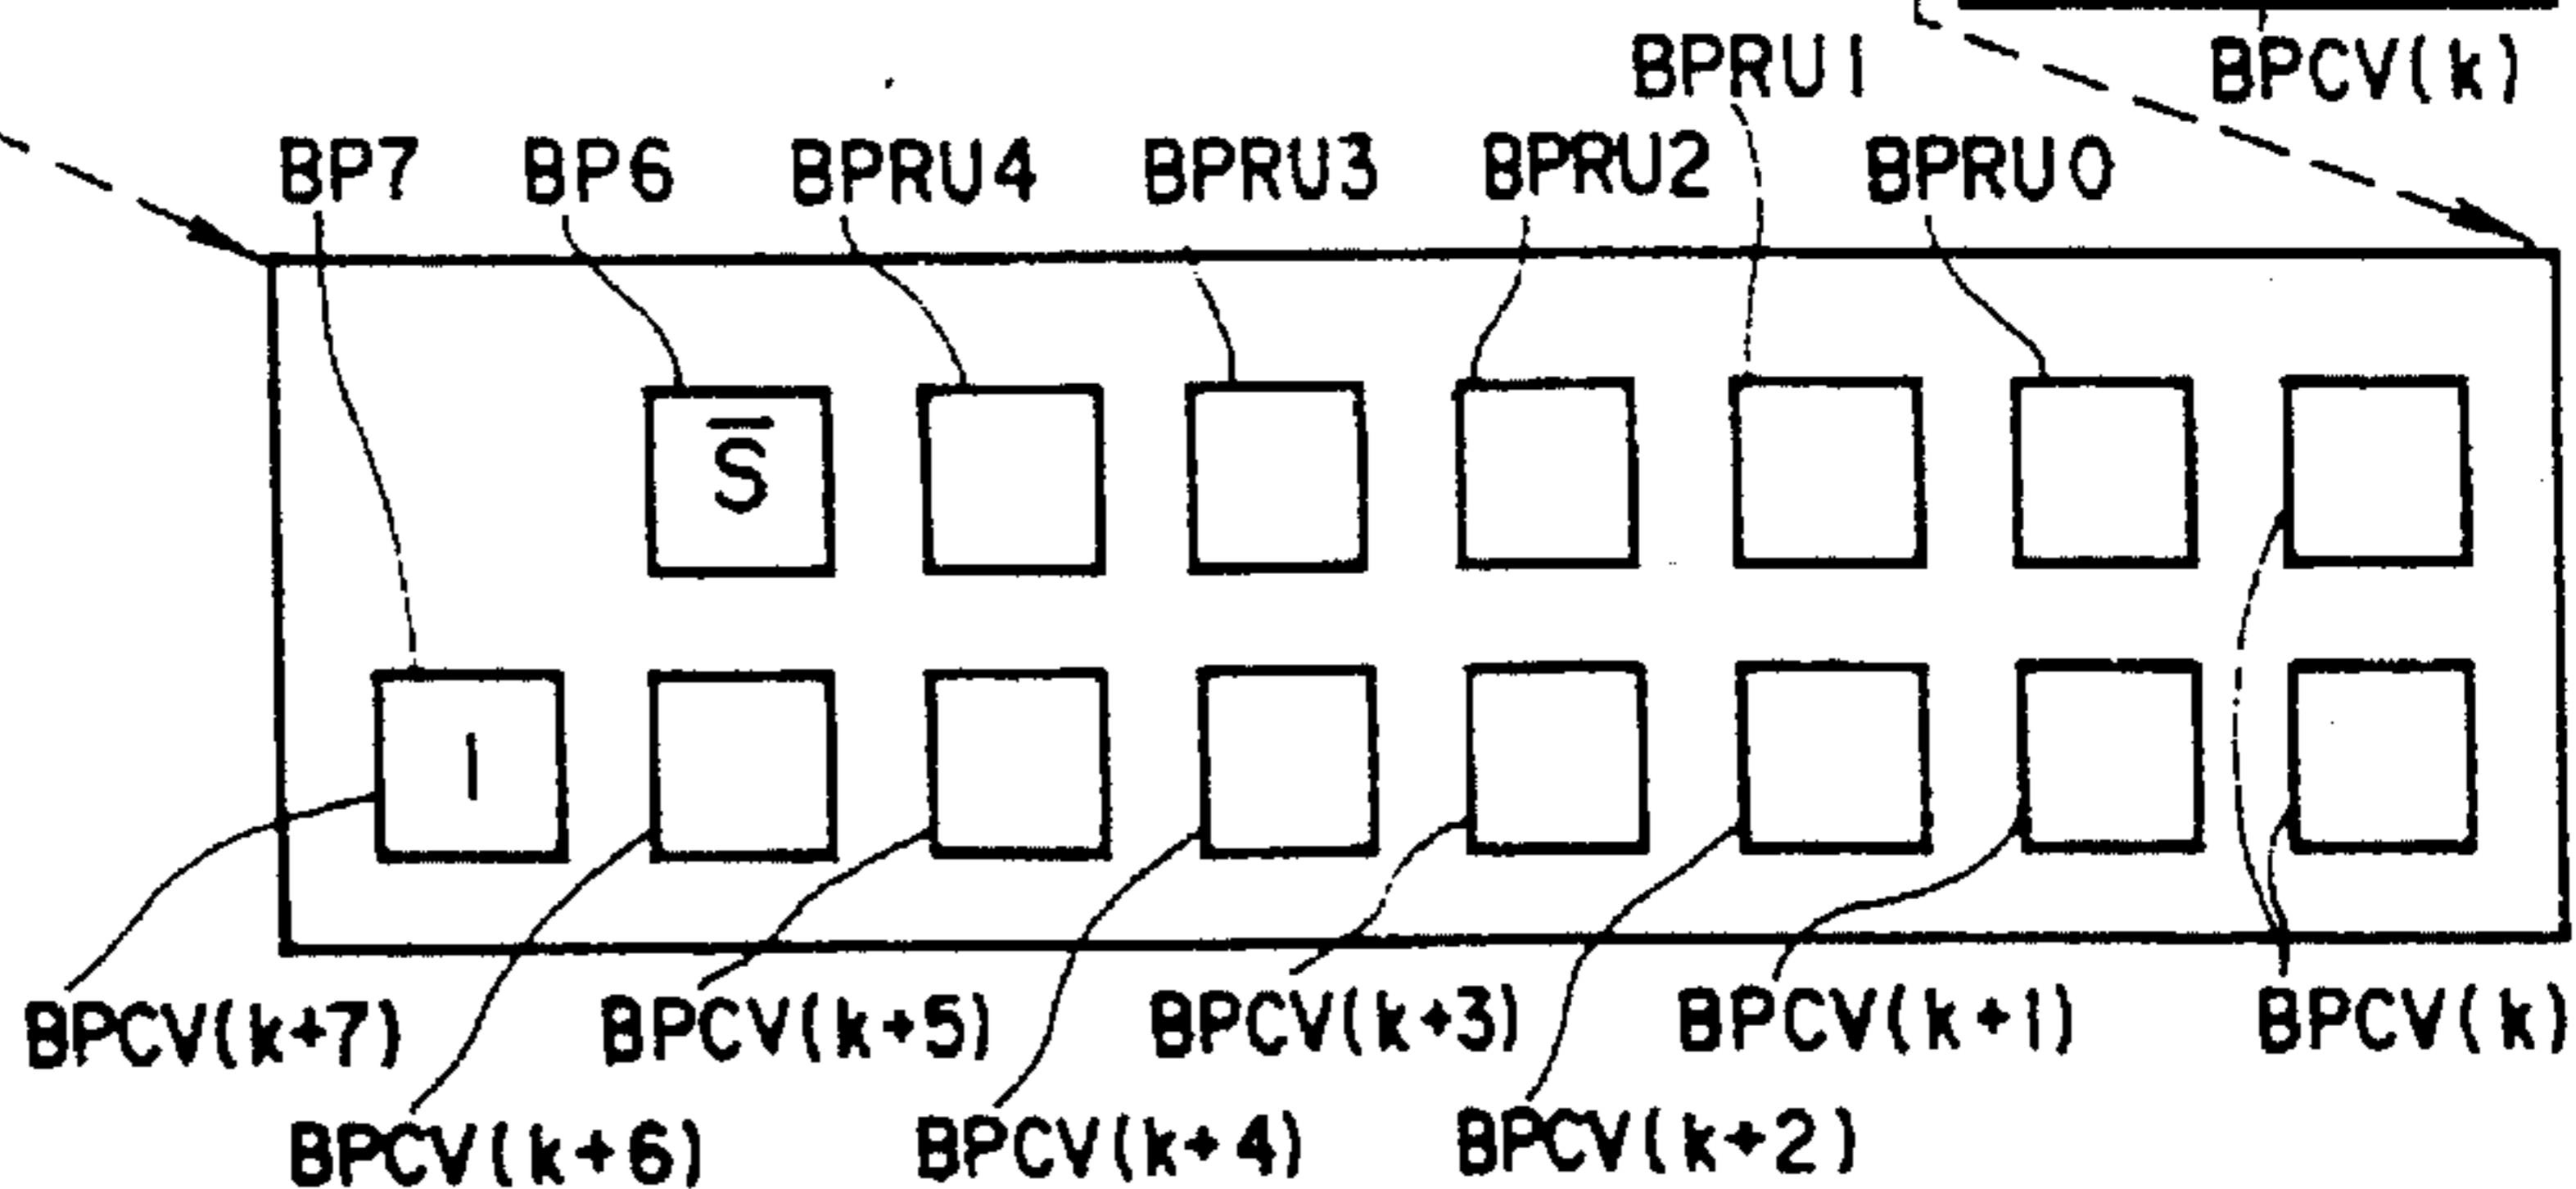 BPCV(k)
BPRU1
BP7 BP6 BPRU4 BPRU3 BPRU2 BPRU0
S̅
1
BPCV(k+7) BPCV(k+5) BPCV(k+3) BPCV(k+1) BPCV(k)
BPCV(k+6) BPCV(k+4) BPCV(k+2)